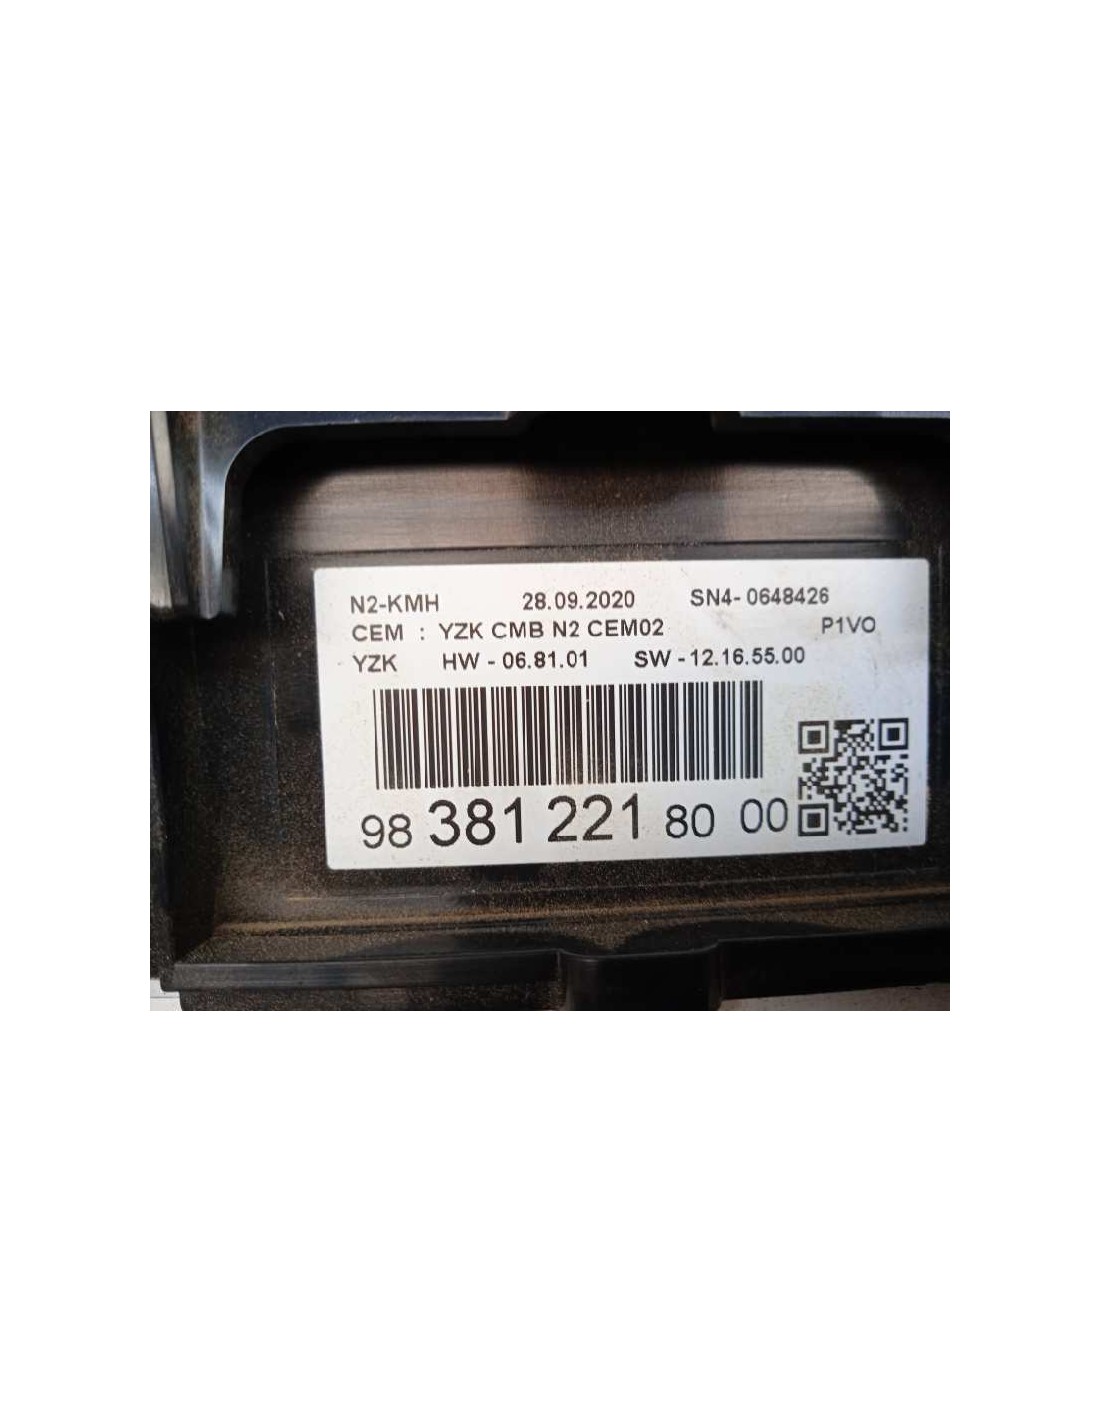 N2-KMH 28.09.2020 SN4- 0648426
CEM : YZK CMB N2 CEM02 P1VO
YZK HW - 06.81.01 SW - 12.16.55.00
98 381 221 80 00